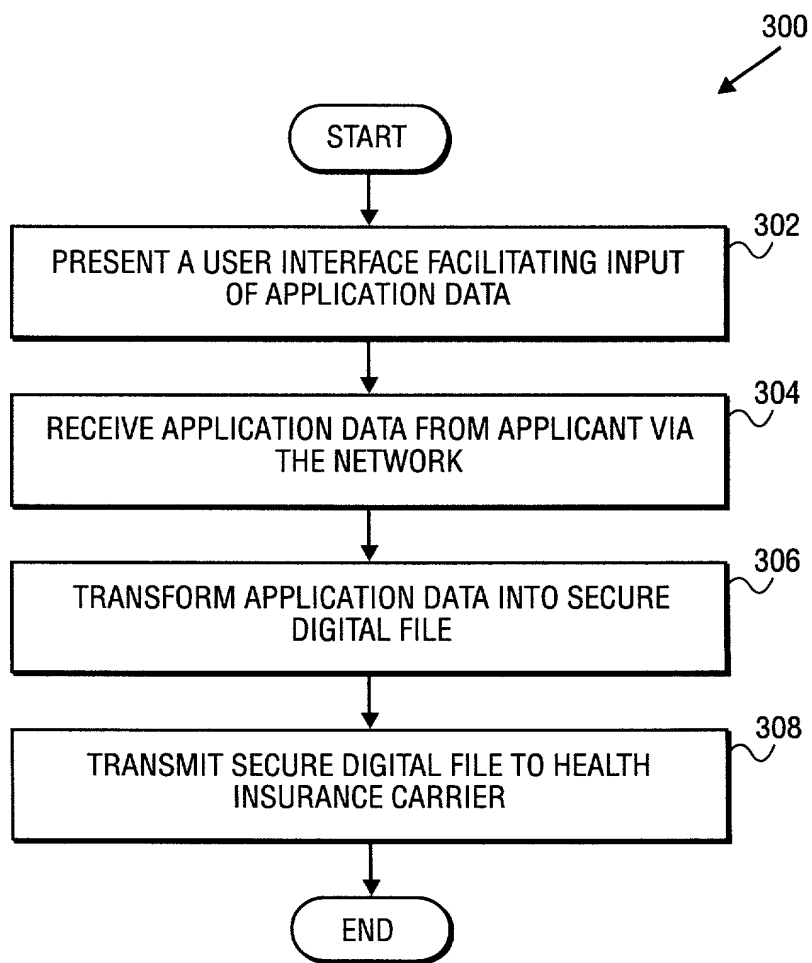 300
START
302
PRESENT A USER INTERFACE FACILITATING INPUT
OF APPLICATION DATA
304
RECEIVE APPLICATION DATA FROM APPLICANT VIA
THE NETWORK
306
TRANSFORM APPLICATION DATA INTO SECURE
DIGITAL FILE
308
TRANSMIT SECURE DIGITAL FILE TO HEALTH
INSURANCE CARRIER
END